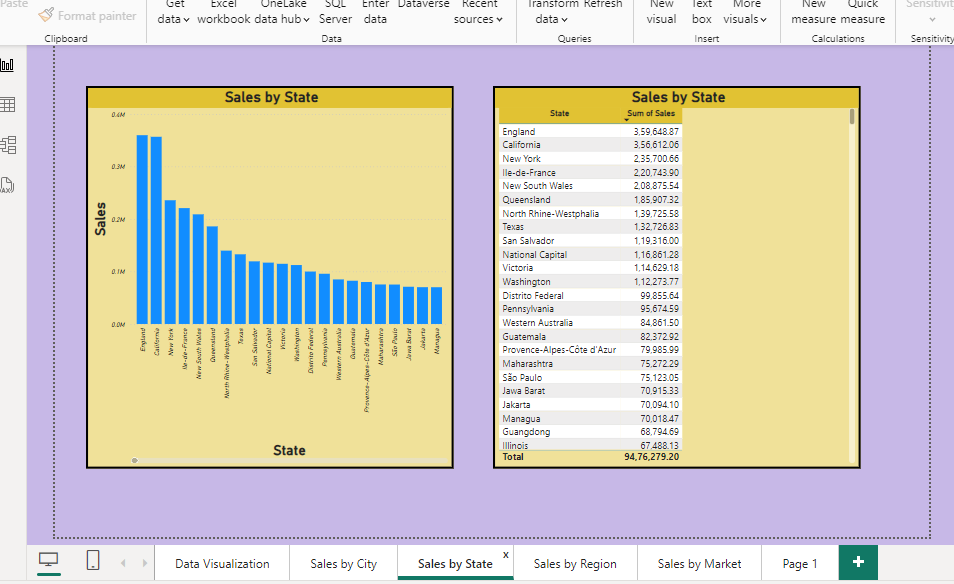 Paste
Format painter
Clipboard
Get data
Excel workbook
OneLake data hub
SQL Server
Enter data
Dataverse
Recent sources
Data
Transform data
Refresh
Queries
New visual
Text box
More visuals
Insert
New measure
Quick measure
Calculations
Sensitivity
Sales by State
0.4M
0.3M
0.2M
0.1M
0.0M
Sales
England
California
New York
Ile-de-France
New South Wales
Queensland
North Rhine-Westphalia
Texas
San Salvador
National Capital
Victoria
Washington
Distrito Federal
Pennsylvania
Western Australia
Guatemala
Provence-Alpes-Côte d'Azur
Maharashtra
São Paulo
Jawa Barat
Jakarta
Managua
State
Sales by State
State Sum of Sales
England 3,59,648.87
California 3,56,612.06
New York 2,35,700.66
Ile-de-France 2,20,743.90
New South Wales 2,08,875.54
Queensland 1,85,907.32
North Rhine-Westphalia 1,39,725.58
Texas 1,32,726.83
San Salvador 1,19,316.00
National Capital 1,16,861.28
Victoria 1,14,629.18
Washington 1,12,273.77
Distrito Federal 99,855.64
Pennsylvania 95,674.59
Western Australia 84,861.50
Guatemala 82,372.92
Provence-Alpes-Côte d'Azur 79,985.99
Maharashtra 75,272.29
São Paulo 75,123.05
Jawa Barat 70,915.33
Jakarta 70,094.10
Managua 70,018.47
Guangdong 68,794.69
Illinois 67,488.13
Total 94,76,279.20
Data Visualization
Sales by City
Sales by State x
Sales by Region
Sales by Market
Page 1
+